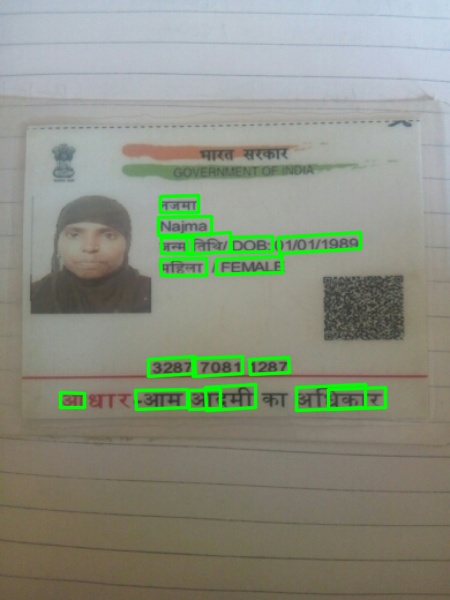 भारत सरकार
GOVERNMENT OF INDIA
नजमा
Najma
जन्म तिथि/ DOB: 01/01/1989
महिला / FEMALE
3287 7081 1287
आधार-आम आदमी का अधिकार